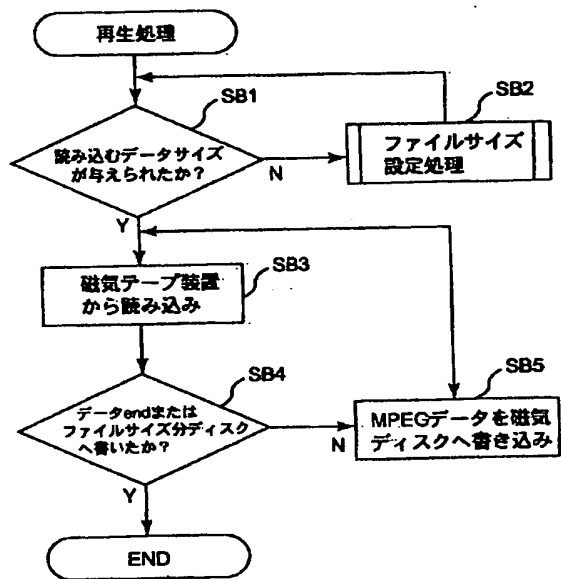 再生処理
SB1
SB2
読み込むデータサイズ
が与えられたか？
N
ファイルサイズ
設定処理
Y
SB3
磁気テープ装置
から読み込み
SB4
SB5
データendまたは
ファイルサイズ分ディスク
へ書いたか？
N
MPEGデータを磁気
ディスクへ書き込み
Y
END